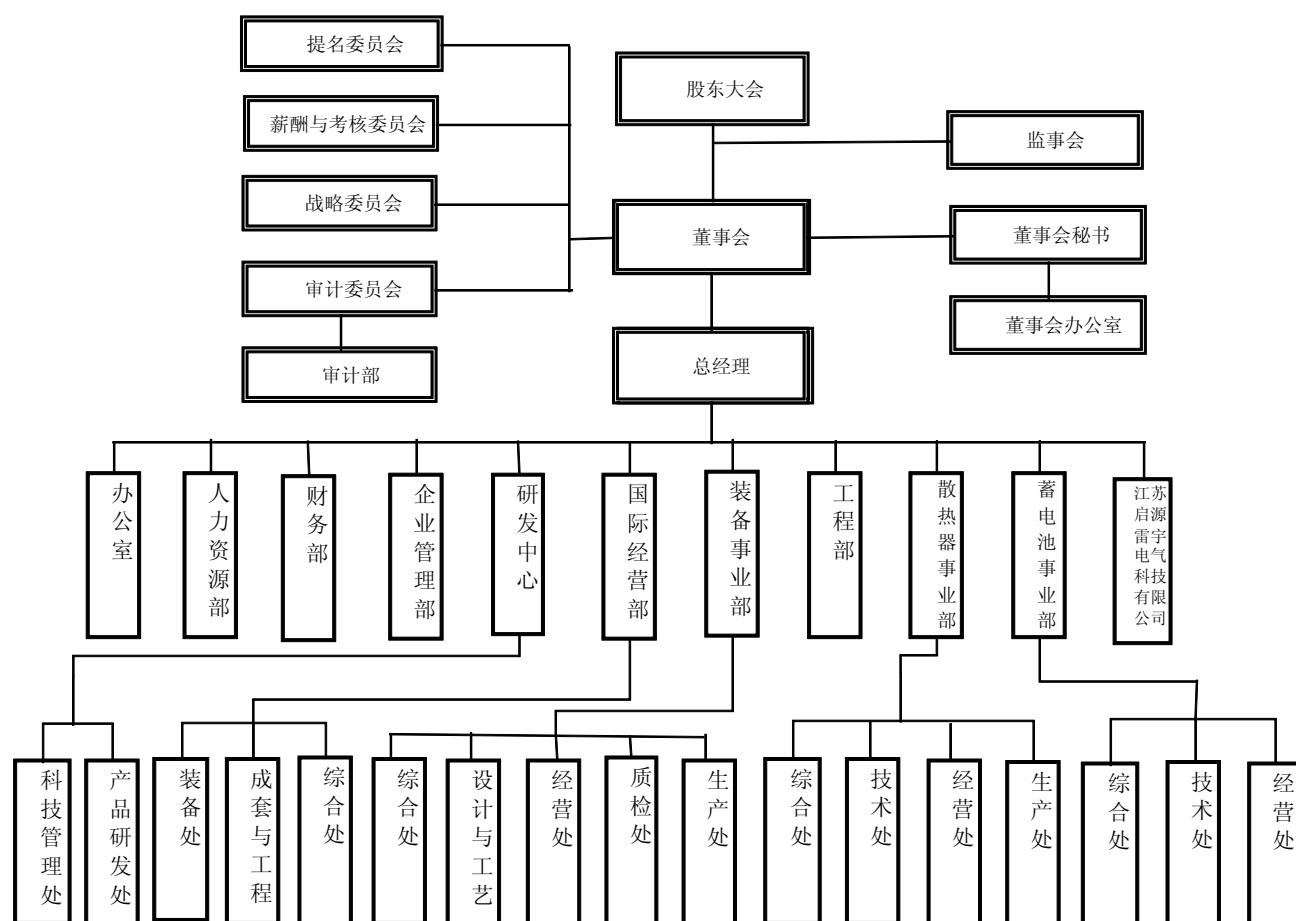 提名委员会
股东大会
薪酬与考核委员会
监事会
战略委员会
董事会
董事会秘书
审计委员会
董事会办公室
总经理
审计部
办公室
人力资源部
财务部
企业管理部
研发中心
国际经营部
装备事业部
工程部
散热器事业部
蓄电池事业部
江苏
启源
雷宇
电气
科技
有限
公司
科技管理处
产品研发处
装备处
成套与工程
综合处
综合处
设计与工艺
经营处
质检处
生产处
综合处
技术处
经营处
生产处
综合处
技术处
经营处